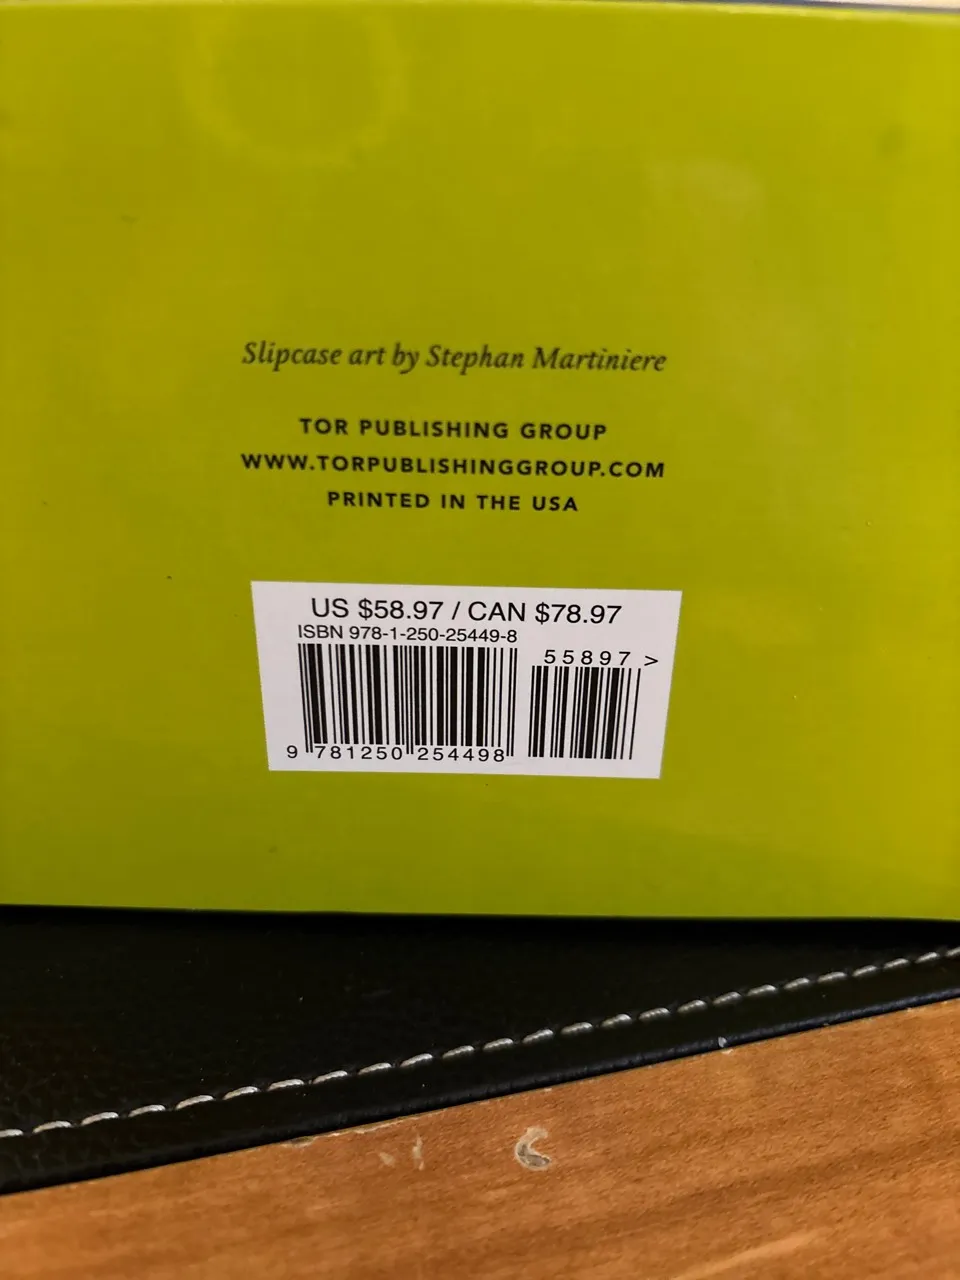 Slipcase art by Stephan Martiniere
TOR PUBLISHING GROUP
WWW.TORPUBLISHINGGROUP.COM
PRINTED IN THE USA
US $58.97 / CAN $78.97
ISBN 978-1-250-25449-8
55897 >
9 781250 254498